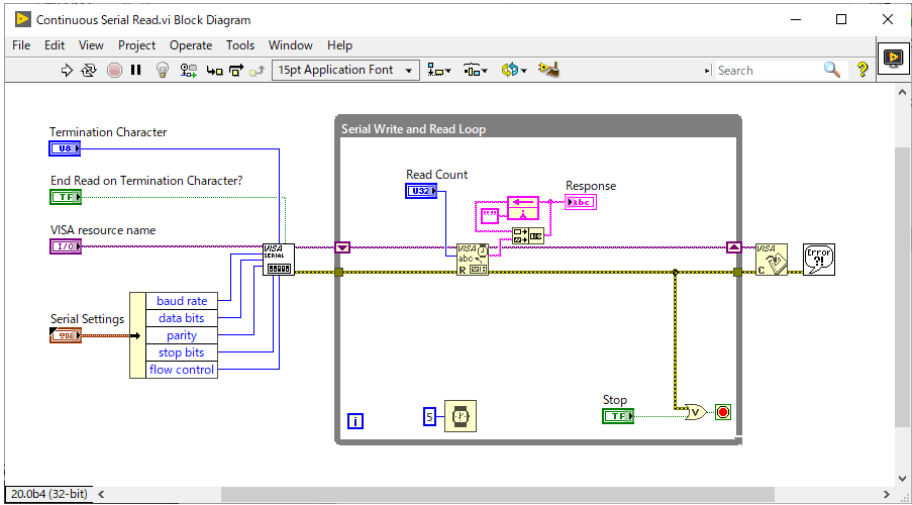 Continuous Serial Read.vi Block Diagram
File Edit View Project Operate Tools Window Help
15pt Application Font
Search
Termination Character
U8
End Read on Termination Character?
TF
VISA resource name
I/O
Serial Settings
baud rate
data bits
parity
stop bits
flow control
VISA
SERIAL
Serial Write and Read Loop
Read Count
U32
Response
abc
VISA
abc
R
i
5
Stop
TF
V
VISA
C
Error
?!
20.0b4 (32-bit)